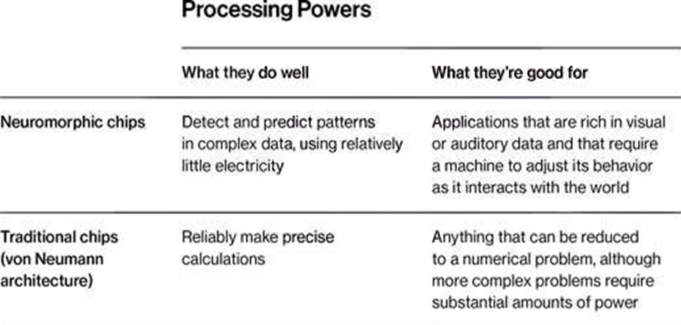 Processing Powers
What they do well
What they're good for
Neuromorphic chips
Detect and predict patterns
in complex data, using relatively
little electricity
Applications that are rich in visual
or auditory data and that require
a machine to adjust its behavior
as it interacts with the world
Traditional chips
(von Neumann
architecture)
Reliably make precise
calculations
Anything that can be reduced
to a numerical problem, although
more complex problems require
substantial amounts of power